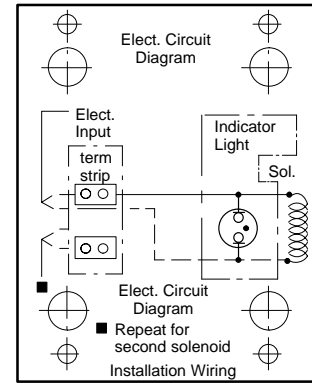 Elect. Circuit
Diagram
Elect.
Input
term
strip
Indicator
Light
Sol.
Elect. Circuit
Diagram
Repeat for
second solenoid
Installation Wiring